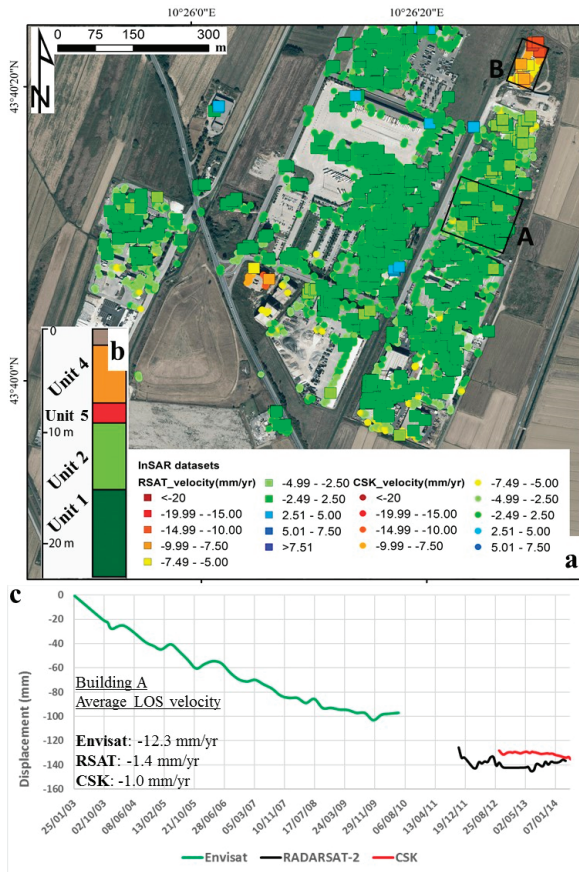 10°26'0"E 10°26'20"E
0 75 150 300
m
43°40'20"N
N
B
A
43°40'0"N
0
b
Unit 4
Unit 5
10 m
Unit 2
Unit 1
20 m
InSAR datasets
RSAT_velocity(mm/yr)
<-20
-19.99 - -15.00
-14.99 - -10.00
-9.99 - -7.50
-7.49 - -5.00
-4.99 - -2.50
-2.49 - 2.50
2.51 - 5.00
5.01 - 7.50
>7.51
CSK_velocity(mm/yr)
<-20
-19.99 - -15.00
-14.99 - -10.00
-9.99 - -7.50
-7.49 - -5.00
-4.99 - -2.50
-2.49 - 2.50
2.51 - 5.00
5.01 - 7.50
a
c
Displacement (mm)
0
-20
-40
-60
-80
-100
-120
-140
-160
Building A
Average LOS velocity
Envisat: -12.3 mm/yr
RSAT: -1.4 mm/yr
CSK: -1.0 mm/yr
25/01/03
02/10/03
08/06/04
13/02/05
21/10/05
28/06/06
05/03/07
10/11/07
17/07/08
24/03/09
29/11/09
06/08/10
13/04/11
19/12/11
25/08/12
02/05/13
07/01/14
Envisat RADARSAT-2 CSK